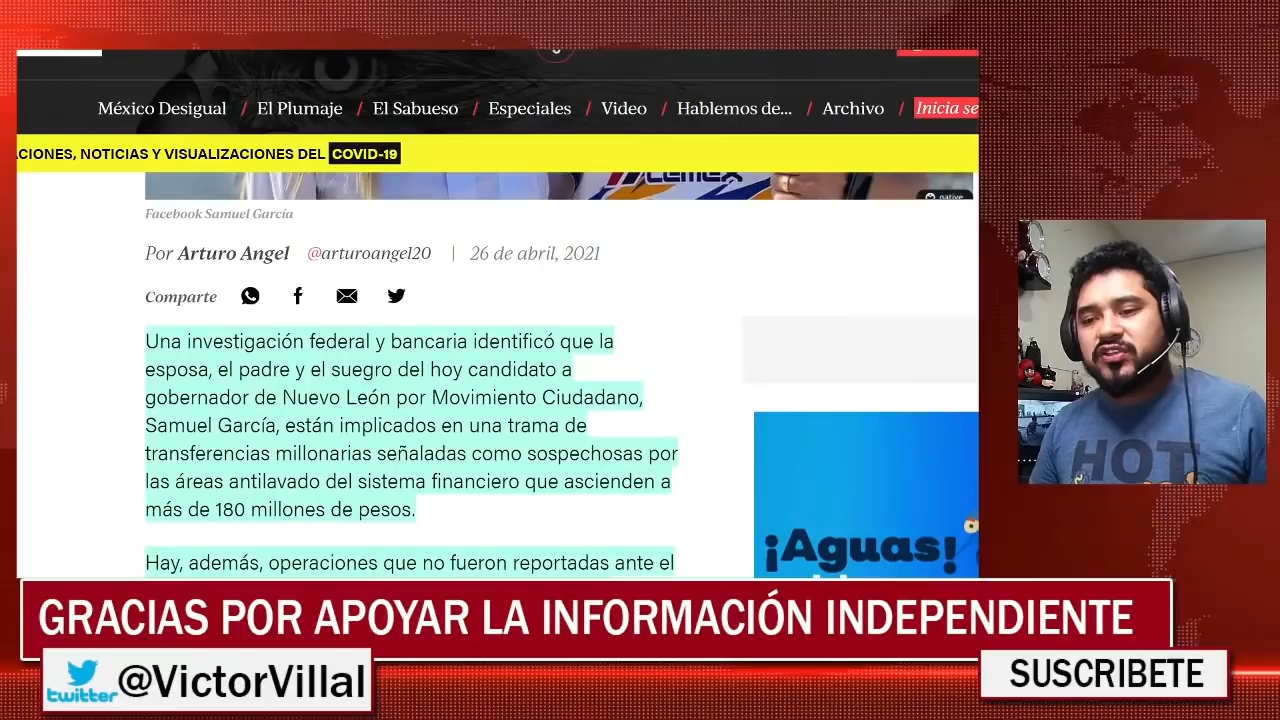 México Desigual / El Plumaje / El Sabueso / Especiales / Video / Hablemos de... / Archivo / Inicia se
CIONES, NOTICIAS Y VISUALIZACIONES DEL COVID-19
CEMEX
native
Facebook Samuel García
Por Arturo Angel @arturoangel20 | 26 de abril, 2021
Comparte
Una investigación federal y bancaria identificó que la
esposa, el padre y el suegro del hoy candidato a
gobernador de Nuevo León por Movimiento Ciudadano,
Samuel García, están implicados en una trama de
transferencias millonarias señaladas como sospechosas por
las áreas antilavado del sistema financiero que ascienden a
más de 180 millones de pesos.
Hay, además, operaciones que no fueron reportadas ante el
¡Aguas!
HOT
GRACIAS POR APOYAR LA INFORMACIÓN INDEPENDIENTE
twitter @VictorVillal
SUSCRIBETE